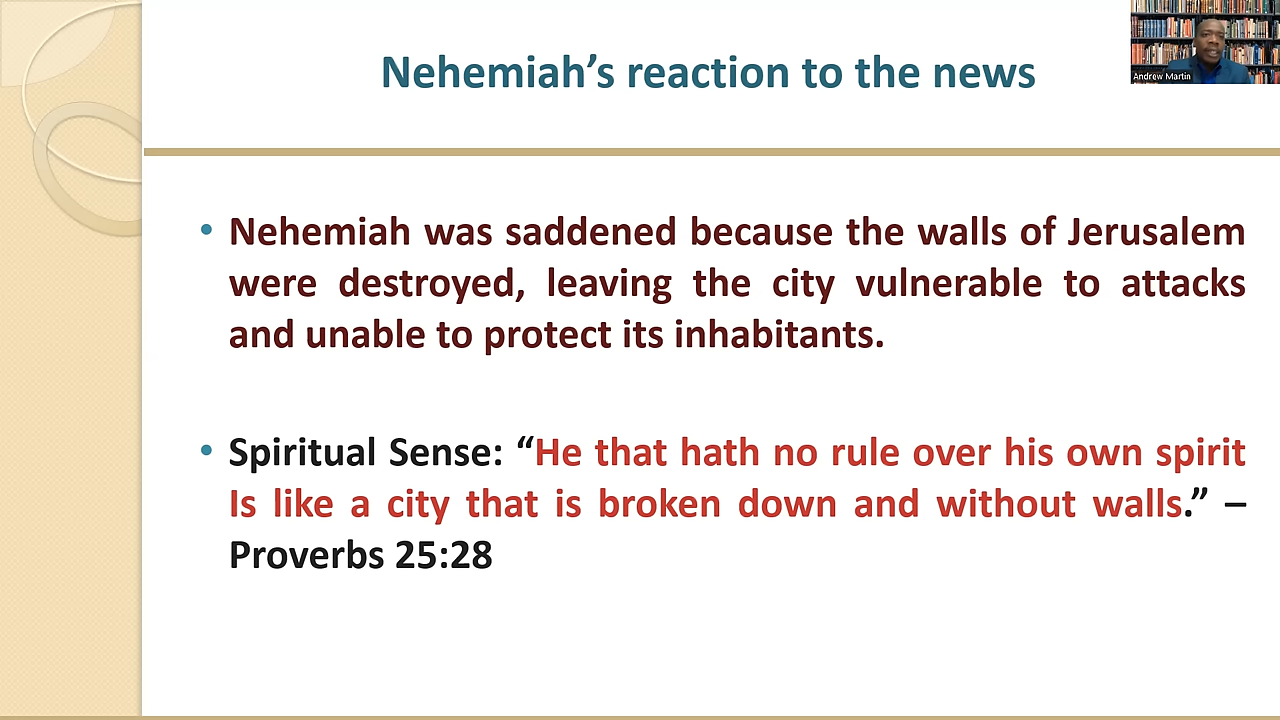 Nehemiah’s reaction to the news
Andrew Martin
• Nehemiah was saddened because the walls of Jerusalem
were destroyed, leaving the city vulnerable to attacks
and unable to protect its inhabitants.
• Spiritual Sense: “He that hath no rule over his own spirit
Is like a city that is broken down and without walls.” –
Proverbs 25:28